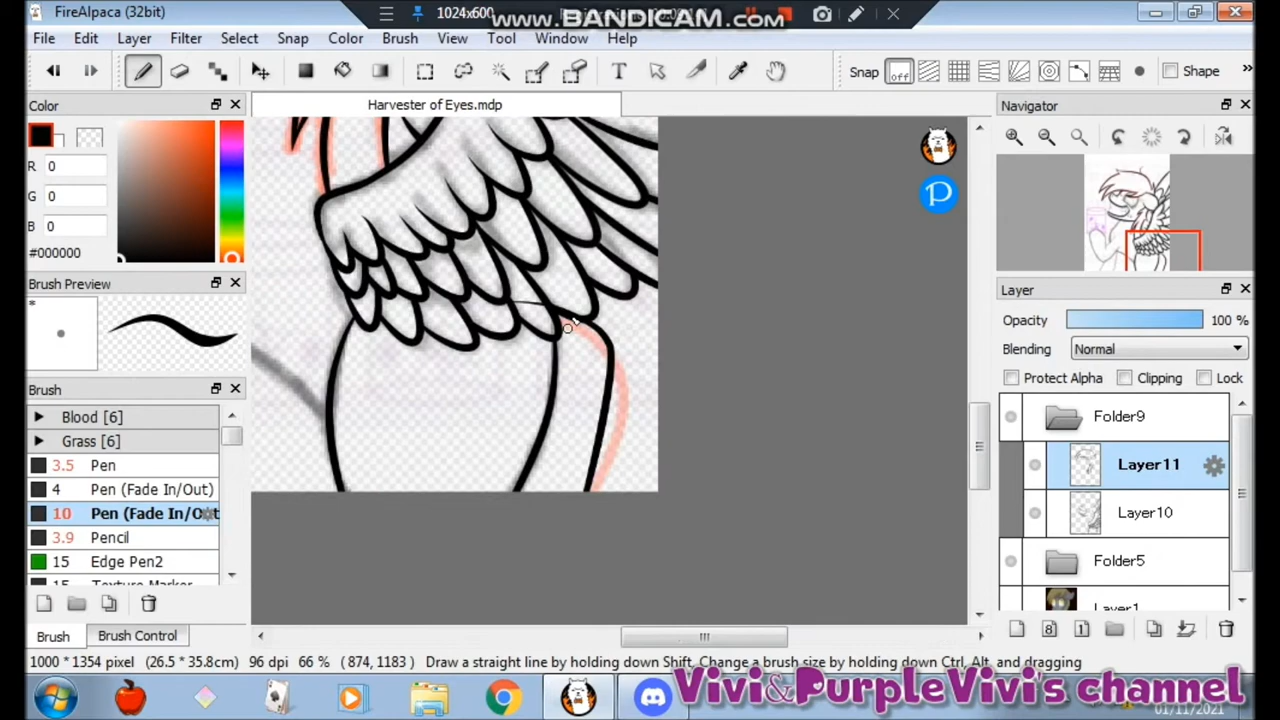 FireAlpaca (32bit)
1024x600
www.BANDICAM.com
File Edit Layer Filter Select Snap Color Brush View Tool Window Help
Snap off Shape
Color
Harvester of Eyes.mdp
Navigator
R 0
G 0
B 0
#000000
Brush Preview
*
Layer
Opacity 100 %
Blending Normal
Protect Alpha Clipping Lock
Brush
Blood [6]
Grass [6]
3.5 Pen
4 Pen (Fade In/Out)
10 Pen (Fade In/Out
3.9 Pencil
15 Edge Pen2
15 Texture Marker
Folder9
Layer11
Layer10
Folder5
Layer1
8 1
Brush Brush Control
1000 * 1354 pixel (26.5 * 35.8cm) 96 dpi 66 % (874, 1183) Draw a straight line by holding down Shift, Change a brush size by holding down Ctrl, Alt, and dragging
Vivi&PurpleVivi's channel
01/11/2021